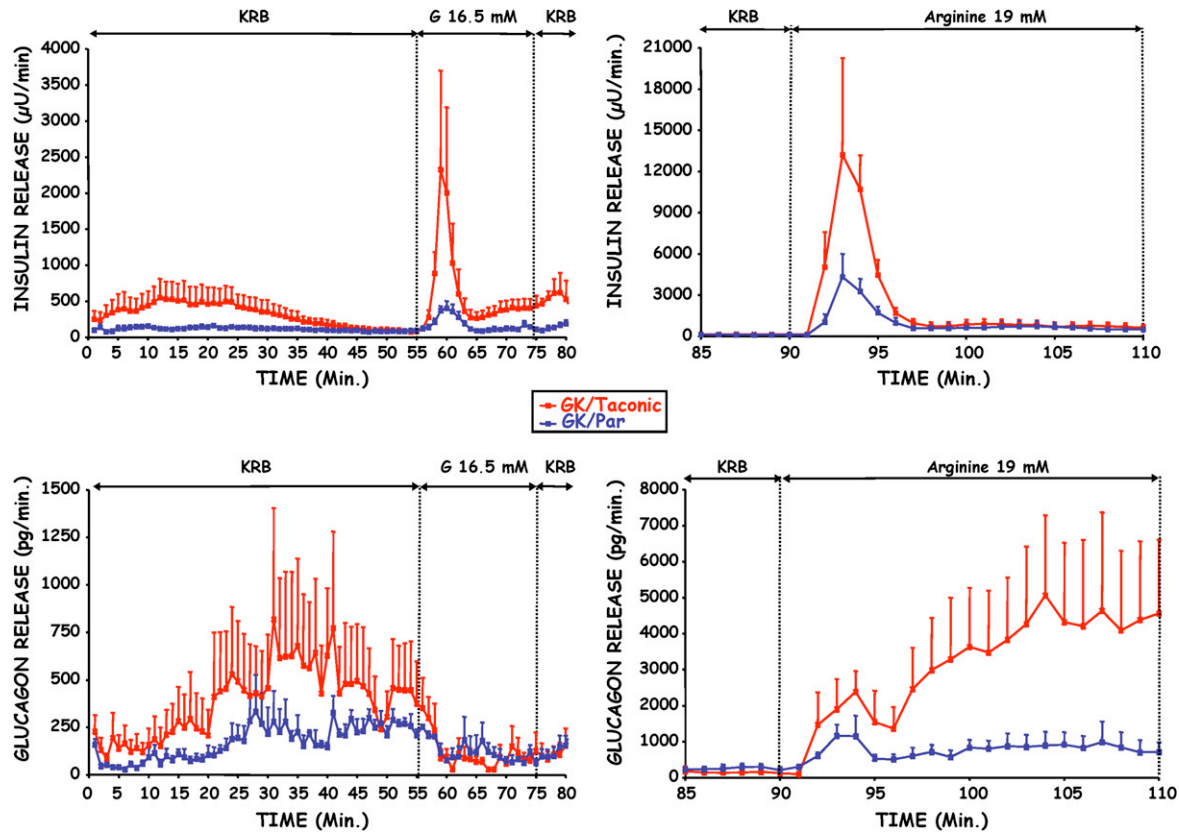 KRB G 16.5 mM KRB
4000
3500
3000
2500
2000
1500
1000
500
0
INSULIN RELEASE (µU/min)
0 5 10 15 20 25 30 35 40 45 50 55 60 65 70 75 80
TIME (Min.)
KRB Arginine 19 mM
21000
18000
15000
12000
9000
6000
3000
0
INSULIN RELEASE (µU/min.)
85 90 95 100 105 110
TIME (Min.)
GK/Taconic
GK/Par
KRB G 16.5 mM KRB
1500
1250
1000
750
500
250
0
GLUCAGON RELEASE (pg/min.)
0 5 10 15 20 25 30 35 40 45 50 55 60 65 70 75 80
TIME (Min.)
KRB Arginine 19 mM
8000
7000
6000
5000
4000
3000
2000
1000
0
GLUCAGON RELEASE (pg/min.)
85 90 95 100 105 110
TIME (Min.)